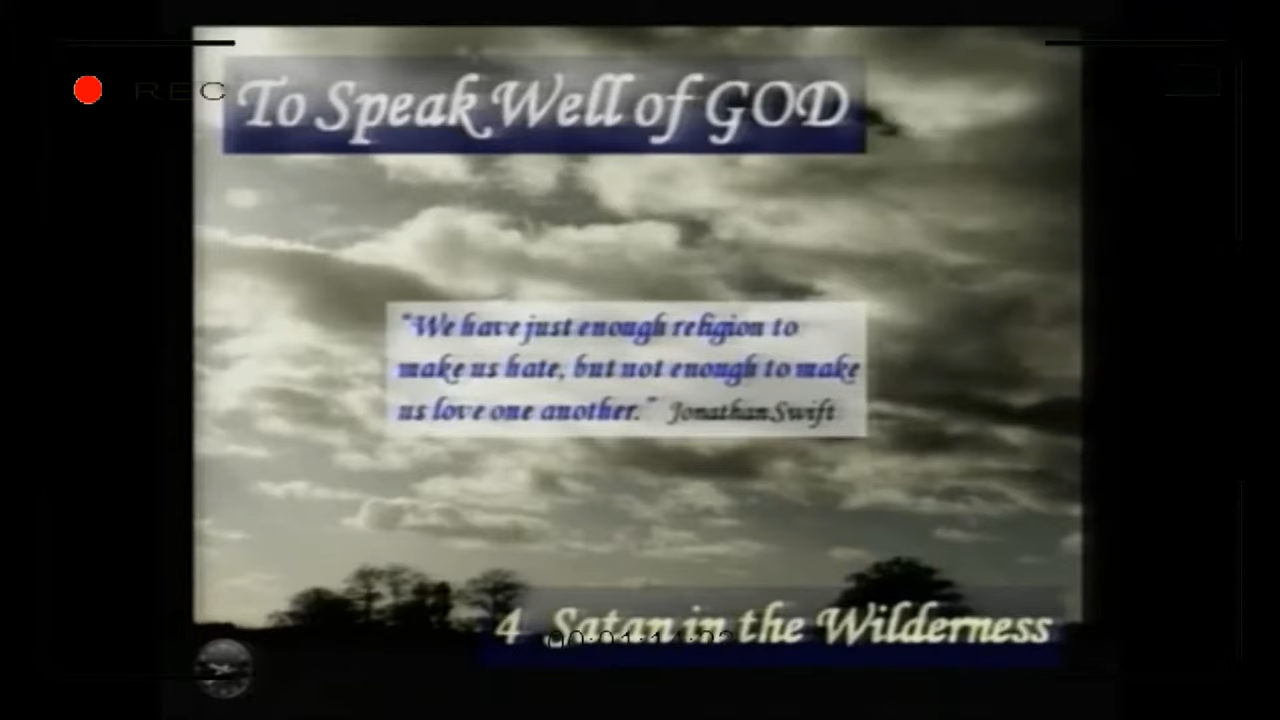 REC
To Speak Well of GOD
"We have just enough religion to
make us hate, but not enough to make
us love one another." Jonathan Swift
4 Satan in the Wilderness